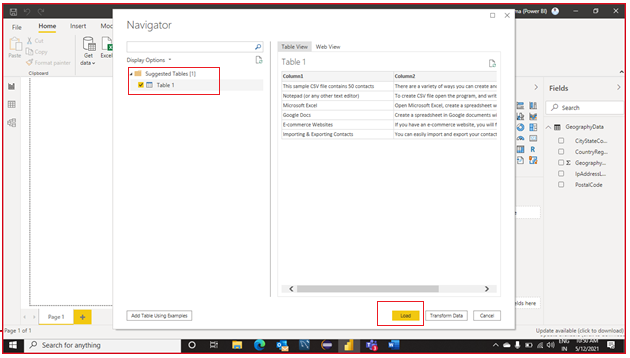 ma (Power BI)
File
Home
Insert
Mod
Cut
Copy
Format painter
Paste
Get
data
Excel
Clipboard
Navigator
Display Options
Suggested Tables [1]
Table 1
Table View
Web View
Table 1
Column1
Column2
This sample CSV file contains 50 contacts
There are a variety of ways you can create an
Notepad (or any other text editor)
To create CSV file open the program, and writ
Microsoft Excel
Open Microsoft Excel, create a spreadsheet w
Google Docs
Create a spreadsheet in Google documents wi
E-commerce Websites
If you have an e-commerce website, you will f
Importing & Exporting Contacts
You can easily import and export your contac
Add Table Using Examples
Load
Transform Data
Cancel
Fields
Search
GeographyData
CityStateCo...
CountryReg...
Geography...
IpAddressL...
PostalCode
elds here
Page 1
Page 1 of 1
Update available (click to download)
Search for anything
ENG
IN
10:50 AM
5/12/2021